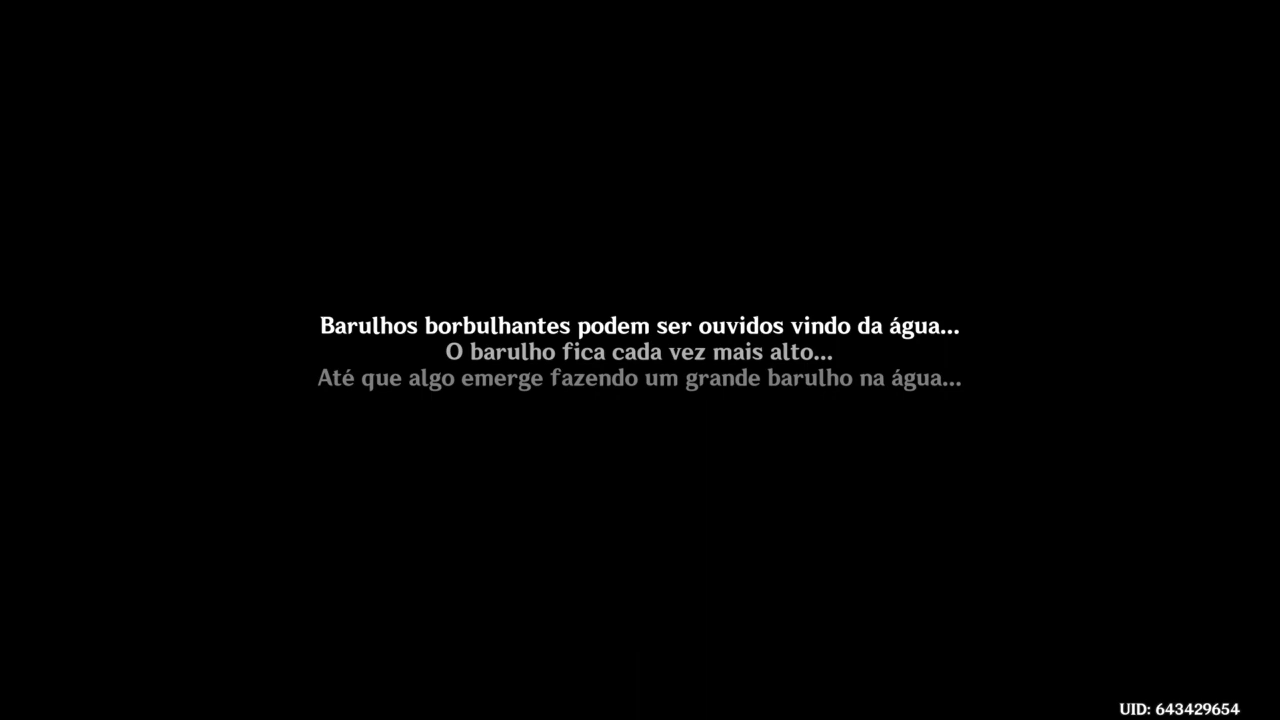 Barulhos borbulhantes podem ser ouvidos vindo da água...
O barulho fica cada vez mais alto...
Até que algo emerge fazendo um grande barulho na água...
UID: 643429654